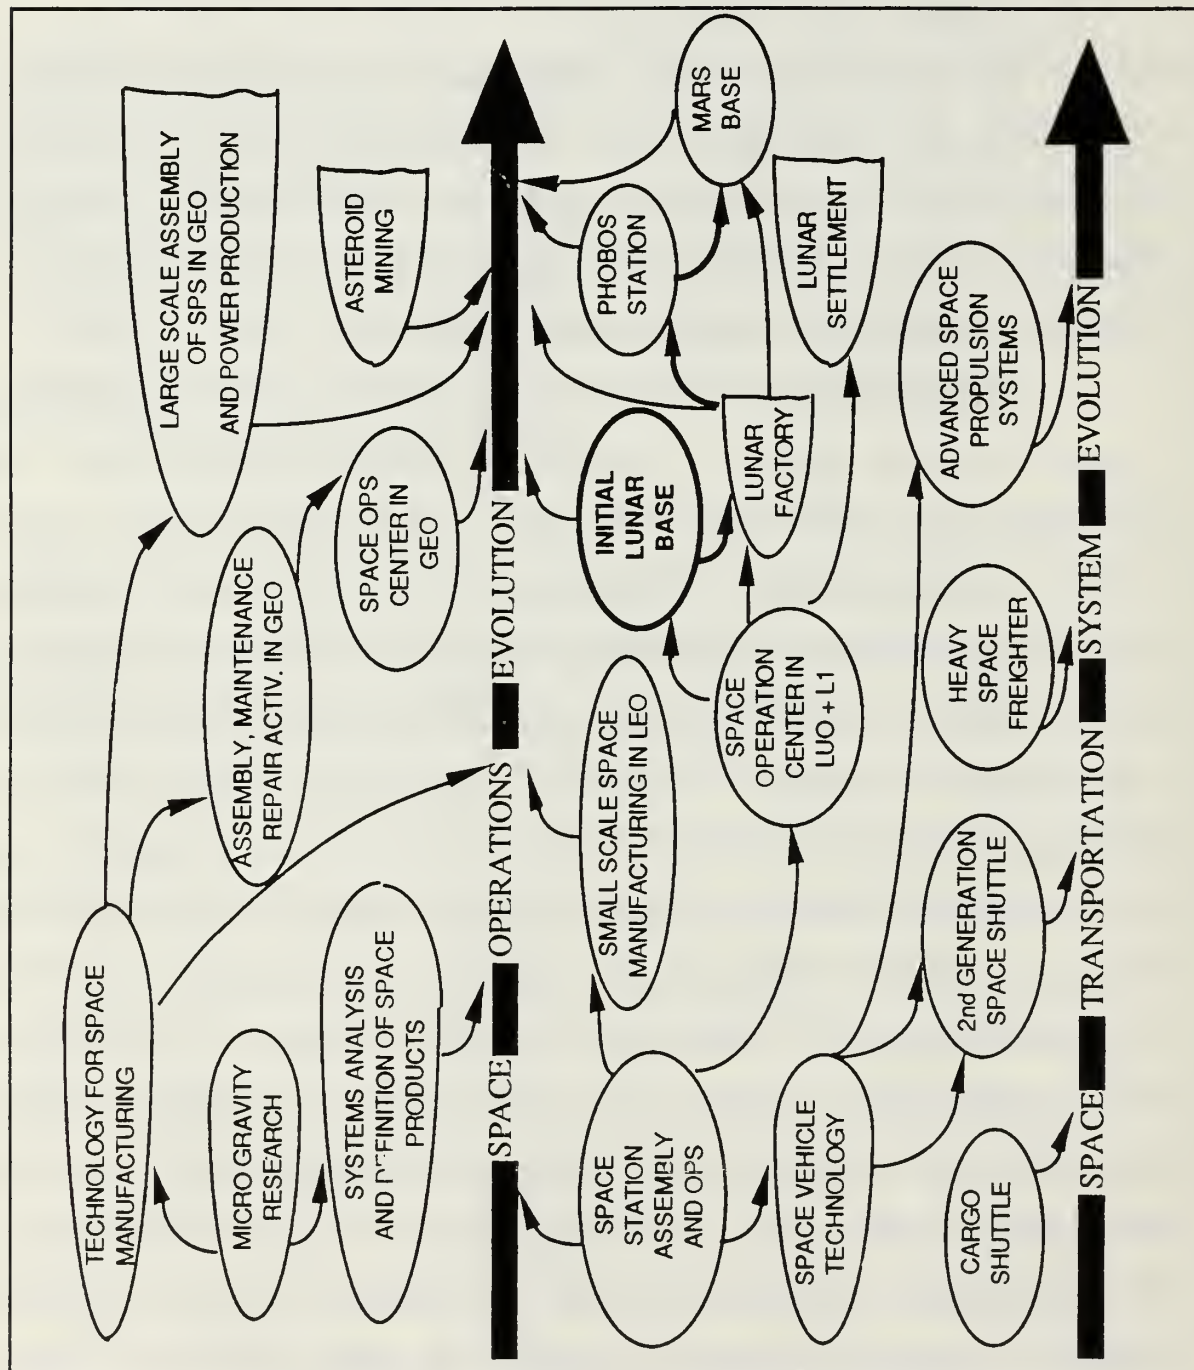 TECHNOLOGY FOR SPACE
MANUFACTURING
MICRO GRAVITY
RESEARCH
SYSTEMS ANALYSIS
AND DEFINITION OF SPACE
PRODUCTS
ASSEMBLY, MAINTENANCE
REPAIR ACTIV. IN GEO
SPACE OPS
CENTER IN
GEO
LARGE SCALE ASSEMBLY
OF SPS IN GEO
AND POWER PRODUCTION
ASTEROID
MINING
SPACE OPERATIONS EVOLUTION
SPACE
STATION
ASSEMBLY
AND OPS
SMALL SCALE SPACE
MANUFACTURING IN LEO
SPACE
OPERATION
CENTER IN
LUO + L1
INITIAL
LUNAR
BASE
LUNAR
FACTORY
PHOBOS
STATION
MARS
BASE
LUNAR
SETTLEMENT
SPACE VEHICLE
TECHNOLOGY
CARGO
SHUTTLE
2nd GENERATION
SPACE SHUTTLE
HEAVY
SPACE
FREIGHTER
ADVANCED SPACE
PROPULSION
SYSTEMS
SPACE TRANSPORTATION SYSTEM EVOLUTION